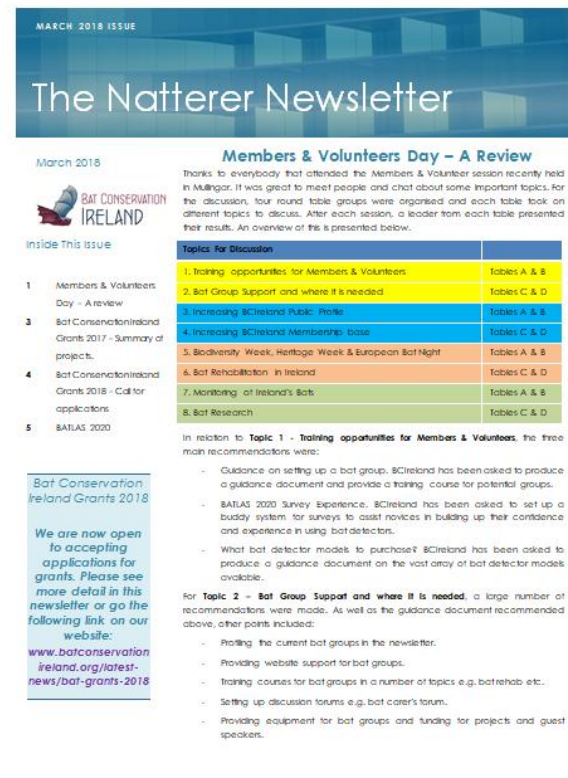 MARCH 2018 ISSUE
The Natterer Newsletter
March 2018
BAT CONSERVATION
IRELAND
Inside This Issue
1 Members & Volunteers
Day – A review
3 Bat Conservation Ireland
Grants 2017 – Summary of
projects.
4 Bat Conservation Ireland
Grants 2018 – Call for
applications
5 BATLAS 2020
Bat Conservation
Ireland Grants 2018
We are now open
to accepting
applications for
grants. Please see
more detail in this
newsletter or go the
following link on our
website:
www.batconservation
ireland.org/latest-
news/bat-grants-2018
Members & Volunteers Day – A Review
Thanks to everybody that attended the Members & Volunteer session recently held
in Mullingar. It was great to meet people and chat about some important topics. For
the discussion, four round table groups were organised and each table took on
different topics to discuss. After each session, a leader from each table presented
their results. An overview of this is presented below.
Topics For Discussion
1. Training opportunities for Members & Volunteers Tables A & B
2. Bat Group Support and where it is needed Tables C & D
3. Increasing BCIreland Public Profile Tables A & B
4. Increasing BCIreland Membership base Tables C & D
5. Biodiversity Week, Heritage Week & European Bat Night Tables A & B
6. Bat Rehabilitation in Ireland Tables C & D
7. Monitoring of Ireland's Bats Tables A & B
8. Bat Research Tables C & D
In relation to Topic 1 - Training opportunities for Members & Volunteers, the three
main recommendations were:
- Guidance on setting up a bat group. BCIreland has been asked to produce
a guidance document and provide a training course for potential groups.
- BATLAS 2020 Survey Experience. BCIreland has been asked to set up a
buddy system for surveys to assist novices in building up their confidence
and experience in using bat detectors.
- What bat detector models to purchase? BCIreland has been asked to
produce a guidance document on the vast array of bat detector models
available.
For Topic 2 – Bat Group Support and where it is needed, a large number of
recommendations were made. As well as the guidance document recommended
above, other points included:
- Profiling the current bat groups in the newsletter.
- Providing website support for bat groups.
- Training courses for bat groups in a number of topics e.g. bat rehab etc.
- Setting up discussion forums e.g. bat carer's forum.
- Providing equipment for bat groups and funding for projects and guest
speakers.